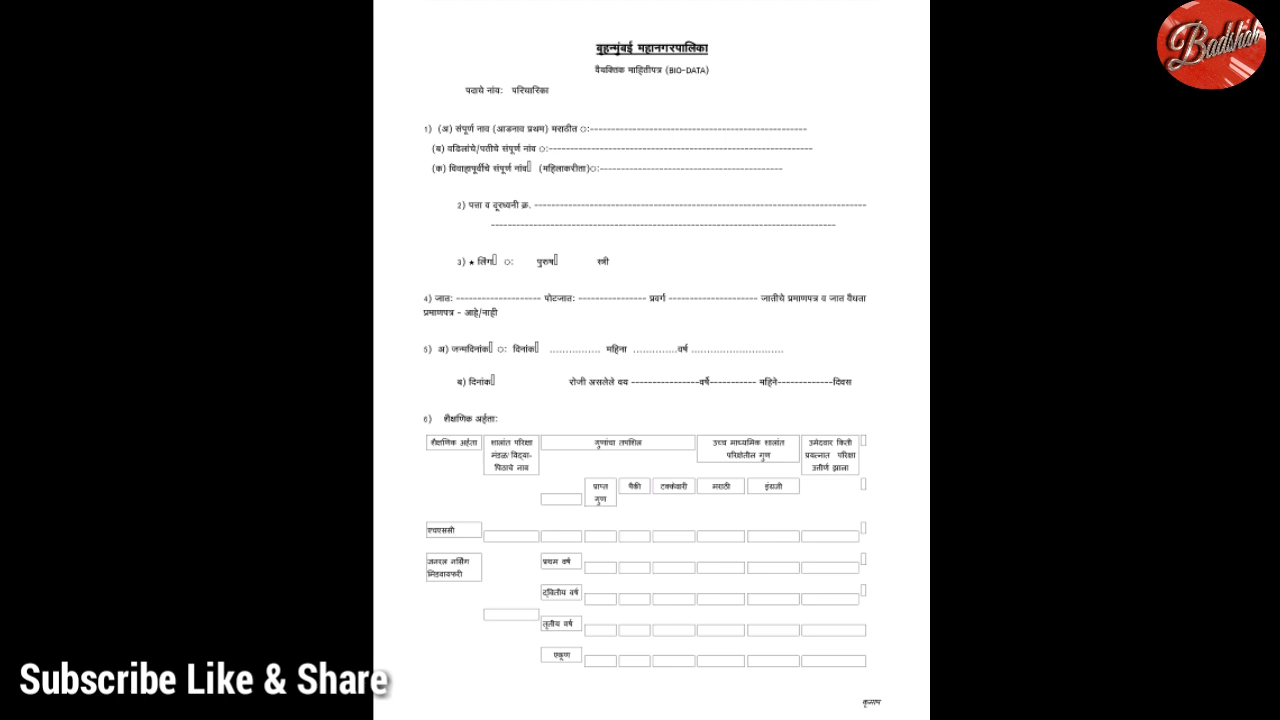 बृहन्मुंबई महानगरपालिका
वैयक्तिक माहितीपत्र (BIO-DATA)
पदाचे नांव: परिचारिका
1) (अ) संपूर्ण नाव (आडनाव प्रथम) मराठीत ः----------------------------------------------------
(ब) वडिलांचे/पतीचे संपूर्ण नांव ः---------------------------------------------------------------
(क) विवाहापूर्वीचे संपूर्ण नांव (महिलाकरीता)ः--------------------------------------------
2) पत्ता व दूरध्वनी क्र. --------------------------------------------------------------------------------
-----------------------------------------------------------------------------------
3) ★ लिंग ः पुरुष स्त्री
4) जात: -------------------- पोटजात: ---------------- प्रवर्ग --------------------- जातीचे प्रमाणपत्र व जात वैधता
प्रमाणपत्र - आहे/नाही
5) अ) जन्मदिनांक ः दिनांक ................ महिना ..............वर्ष .............................
ब) दिनांक रोजी असलेले वय ----------------वर्षे----------- महिने-------------दिवस
6) शैक्षणिक अर्हता:
शैक्षणिक अर्हता शालांत परिक्षा गुणांचा तपशिल उच्च माध्यमिक शालांत उमेदवार किती
मंडळ/विद्या- परिक्षेतील गुण प्रयत्नात परिक्षा
पिठाचे नाव उत्तीर्ण झाला
प्राप्त पैकी टक्केवारी मराठी इंग्रजी
गुण
एचएससी
जनरल नर्सिंग प्रथम वर्ष
मिडवायफरी
द्वितीय वर्ष
तृतीय वर्ष
एकूण
Badshah
Subscribe Like & Share